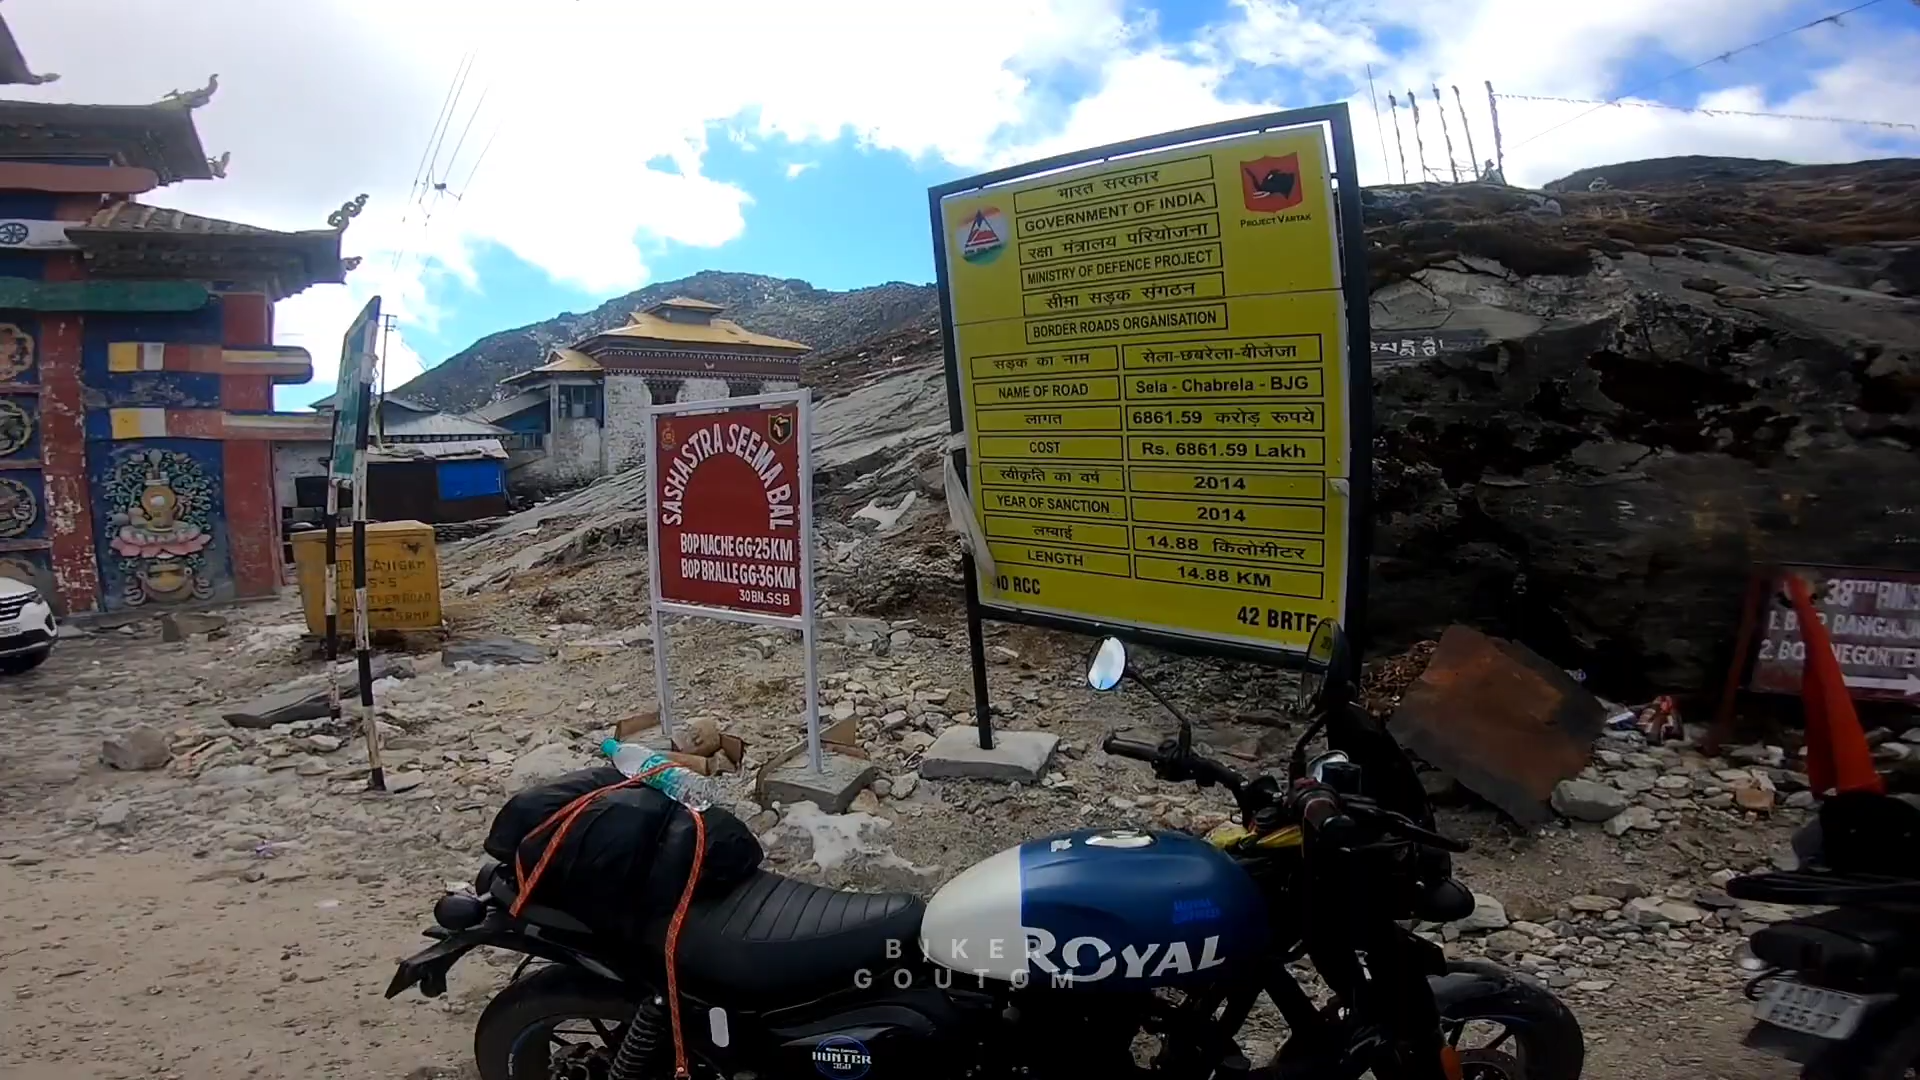 भारत सरकार
GOVERNMENT OF INDIA
रक्षा मंत्रालय परियोजना
MINISTRY OF DEFENCE PROJECT
सीमा सड़क संगठन
BORDER ROADS ORGANISATION
PROJECT VARTAK
सड़क का नाम सेला-छबरेला-बीजेजा
NAME OF ROAD Sela - Chabrela - BJG
लागत 6861.59 करोड़ रूपये
COST Rs. 6861.59 Lakh
स्वीकृति का वर्ष 2014
YEAR OF SANCTION 2014
लम्बाई 14.88 किलोमीटर
LENGTH 14.88 KM
RCC
42 BRTF
SASHASTRA SEEMA BAL
BOP NACHE GG-25KM
BOP BRALLE GG-36KM
30 BN.SSB
38TH
ROYAL
HUNTER
350
BIKER
GOUTOM